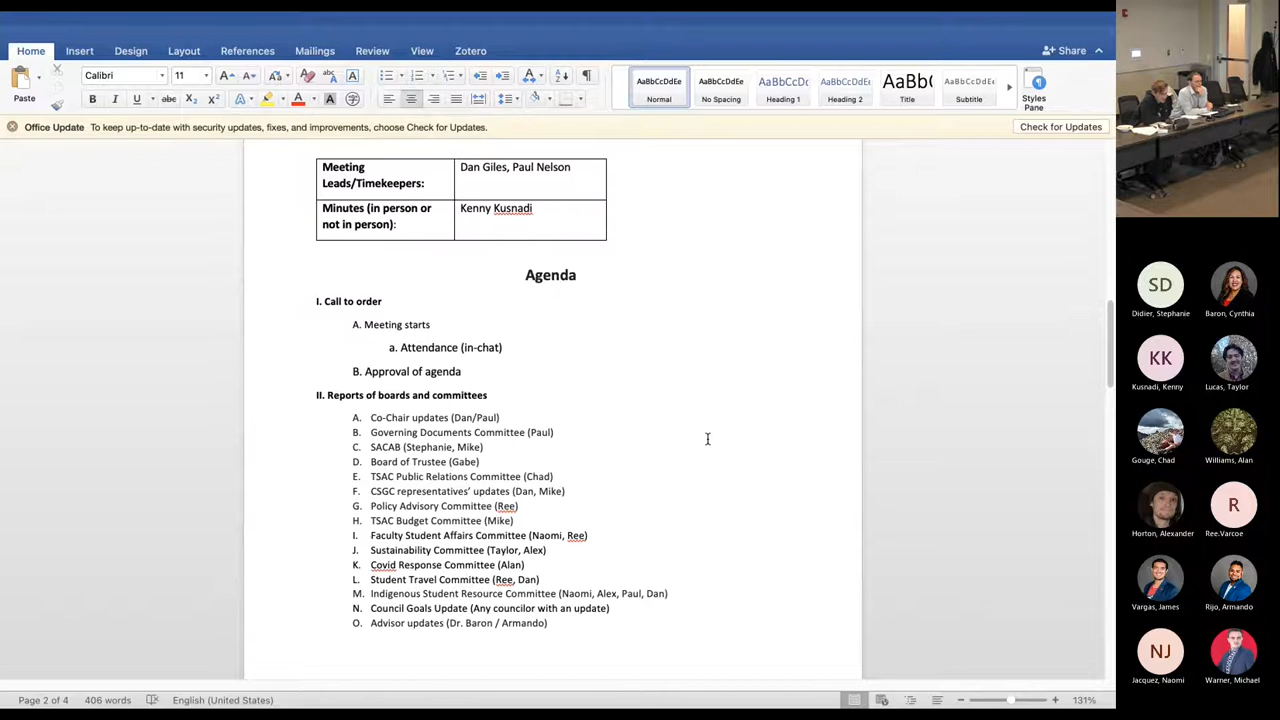 Home Insert Design Layout References Mailings Review View Zotero Share
Calibri 11 AaBbCcDdEe AaBbCcDdEe AaBbCcDc AaBbCcDdEe AaBb( AaBbCcDdEe
Paste B I U abc X₂ X² A A A Normal No Spacing Heading 1 Heading 2 Title Subtitle Styles Pane
Office Update To keep up-to-date with security updates, fixes, and improvements, choose Check for Updates. Check for Updates
Meeting Leads/Timekeepers: Dan Giles, Paul Nelson
Minutes (in person or not in person): Kenny Kusnadi
Agenda
I. Call to order
A. Meeting starts
a. Attendance (in-chat)
B. Approval of agenda
II. Reports of boards and committees
A. Co-Chair updates (Dan/Paul)
B. Governing Documents Committee (Paul)
C. SACAB (Stephanie, Mike)
D. Board of Trustee (Gabe)
E. TSAC Public Relations Committee (Chad)
F. CSGC representatives' updates (Dan, Mike)
G. Policy Advisory Committee (Ree)
H. TSAC Budget Committee (Mike)
I. Faculty Student Affairs Committee (Naomi, Ree)
J. Sustainability Committee (Taylor, Alex)
K. Covid Response Committee (Alan)
L. Student Travel Committee (Ree, Dan)
M. Indigenous Student Resource Committee (Naomi, Alex, Paul, Dan)
N. Council Goals Update (Any councilor with an update)
O. Advisor updates (Dr. Baron / Armando)
Page 2 of 4 406 words English (United States) 131%
SD
Didier, Stephanie Baron, Cynthia
KK
Kusnadi, Kenny Lucas, Taylor
Gouge, Chad Williams, Alan
R
Horton, Alexander Ree.Varcoe
Vargas, James Rijo, Armando
NJ
Jacquez, Naomi Warner, Michael